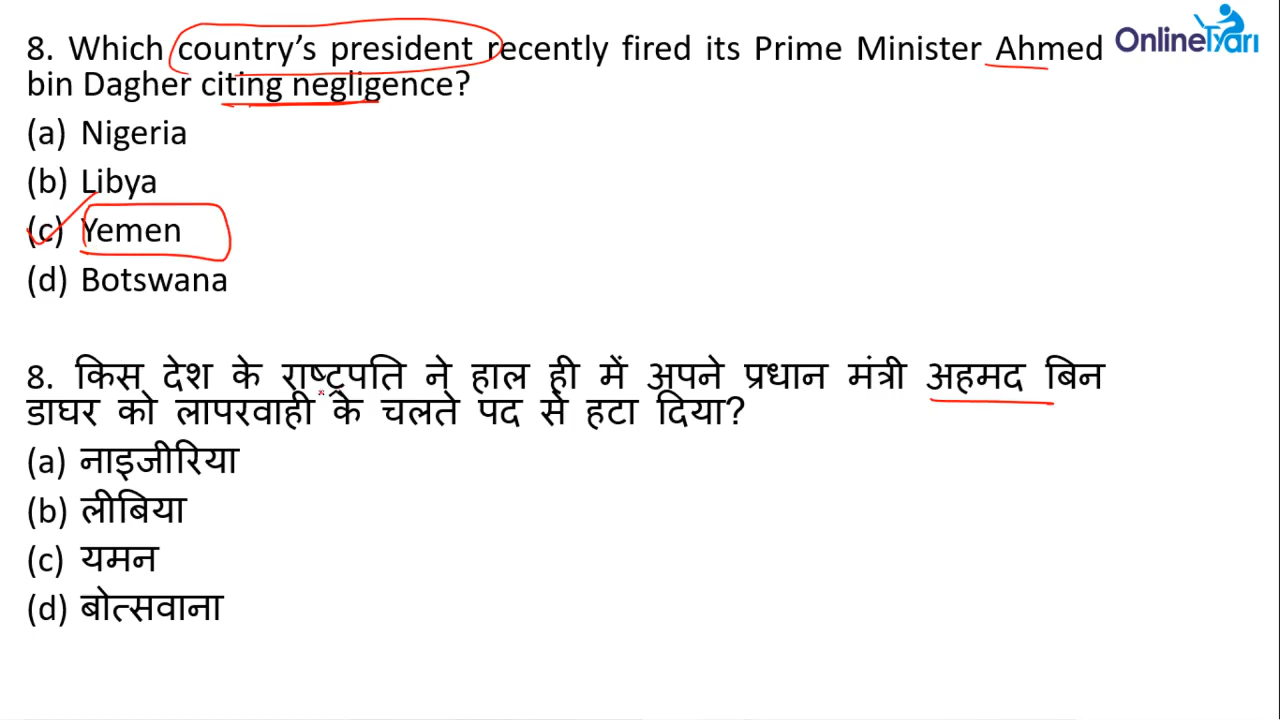 OnlineTyari
8. Which country's president recently fired its Prime Minister Ahmed
bin Dagher citing negligence?
(a) Nigeria
(b) Libya
(c) Yemen
(d) Botswana
8. किस देश के राष्ट्रपति ने हाल ही में अपने प्रधान मंत्री अहमद बिन
डाघर को लापरवाही के चलते पद से हटा दिया?
(a) नाइजीरिया
(b) लीबिया
(c) यमन
(d) बोत्सवाना